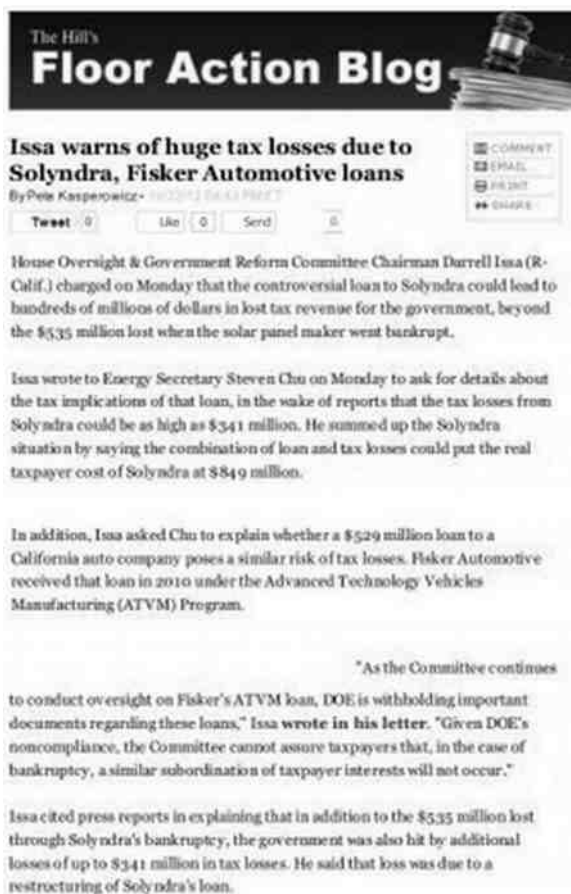 The Hill's
Floor Action Blog
Issa warns of huge tax losses due to
Solyndra, Fisker Automotive loans
COMMENT
EMAIL
PRINT
SHARE
By Pete Kasperowicz -
Tweet 0 Like 0 Send 0
House Oversight & Government Reform Committee Chairman Darrell Issa (R-
Calif.) charged on Monday that the controversial loan to Solyndra could lead to
hundreds of millions of dollars in lost tax revenue for the government, beyond
the $535 million lost when the solar panel maker went bankrupt.
Issa wrote to Energy Secretary Steven Chu on Monday to ask for details about
the tax implications of that loan, in the wake of reports that the tax losses from
Solyndra could be as high as $341 million. He summed up the Solyndra
situation by saying the combination of loan and tax losses could put the real
taxpayer cost of Solyndra at $849 million.
In addition, Issa asked Chu to explain whether a $529 million loan to a
California auto company poses a similar risk of tax losses. Fisker Automotive
received that loan in 2010 under the Advanced Technology Vehicles
Manufacturing (ATVM) Program.
"As the Committee continues
to conduct oversight on Fisker's ATVM loan, DOE is withholding important
documents regarding these loans," Issa wrote in his letter. "Given DOE's
noncompliance, the Committee cannot assure taxpayers that, in the case of
bankruptcy, a similar subordination of taxpayer interests will not occur."
Issa cited press reports in explaining that in addition to the $535 million lost
through Solyndra's bankruptcy, the government was also hit by additional
losses of up to $341 million in tax losses. He said that loss was due to a
restructuring of Solyndra's loan.